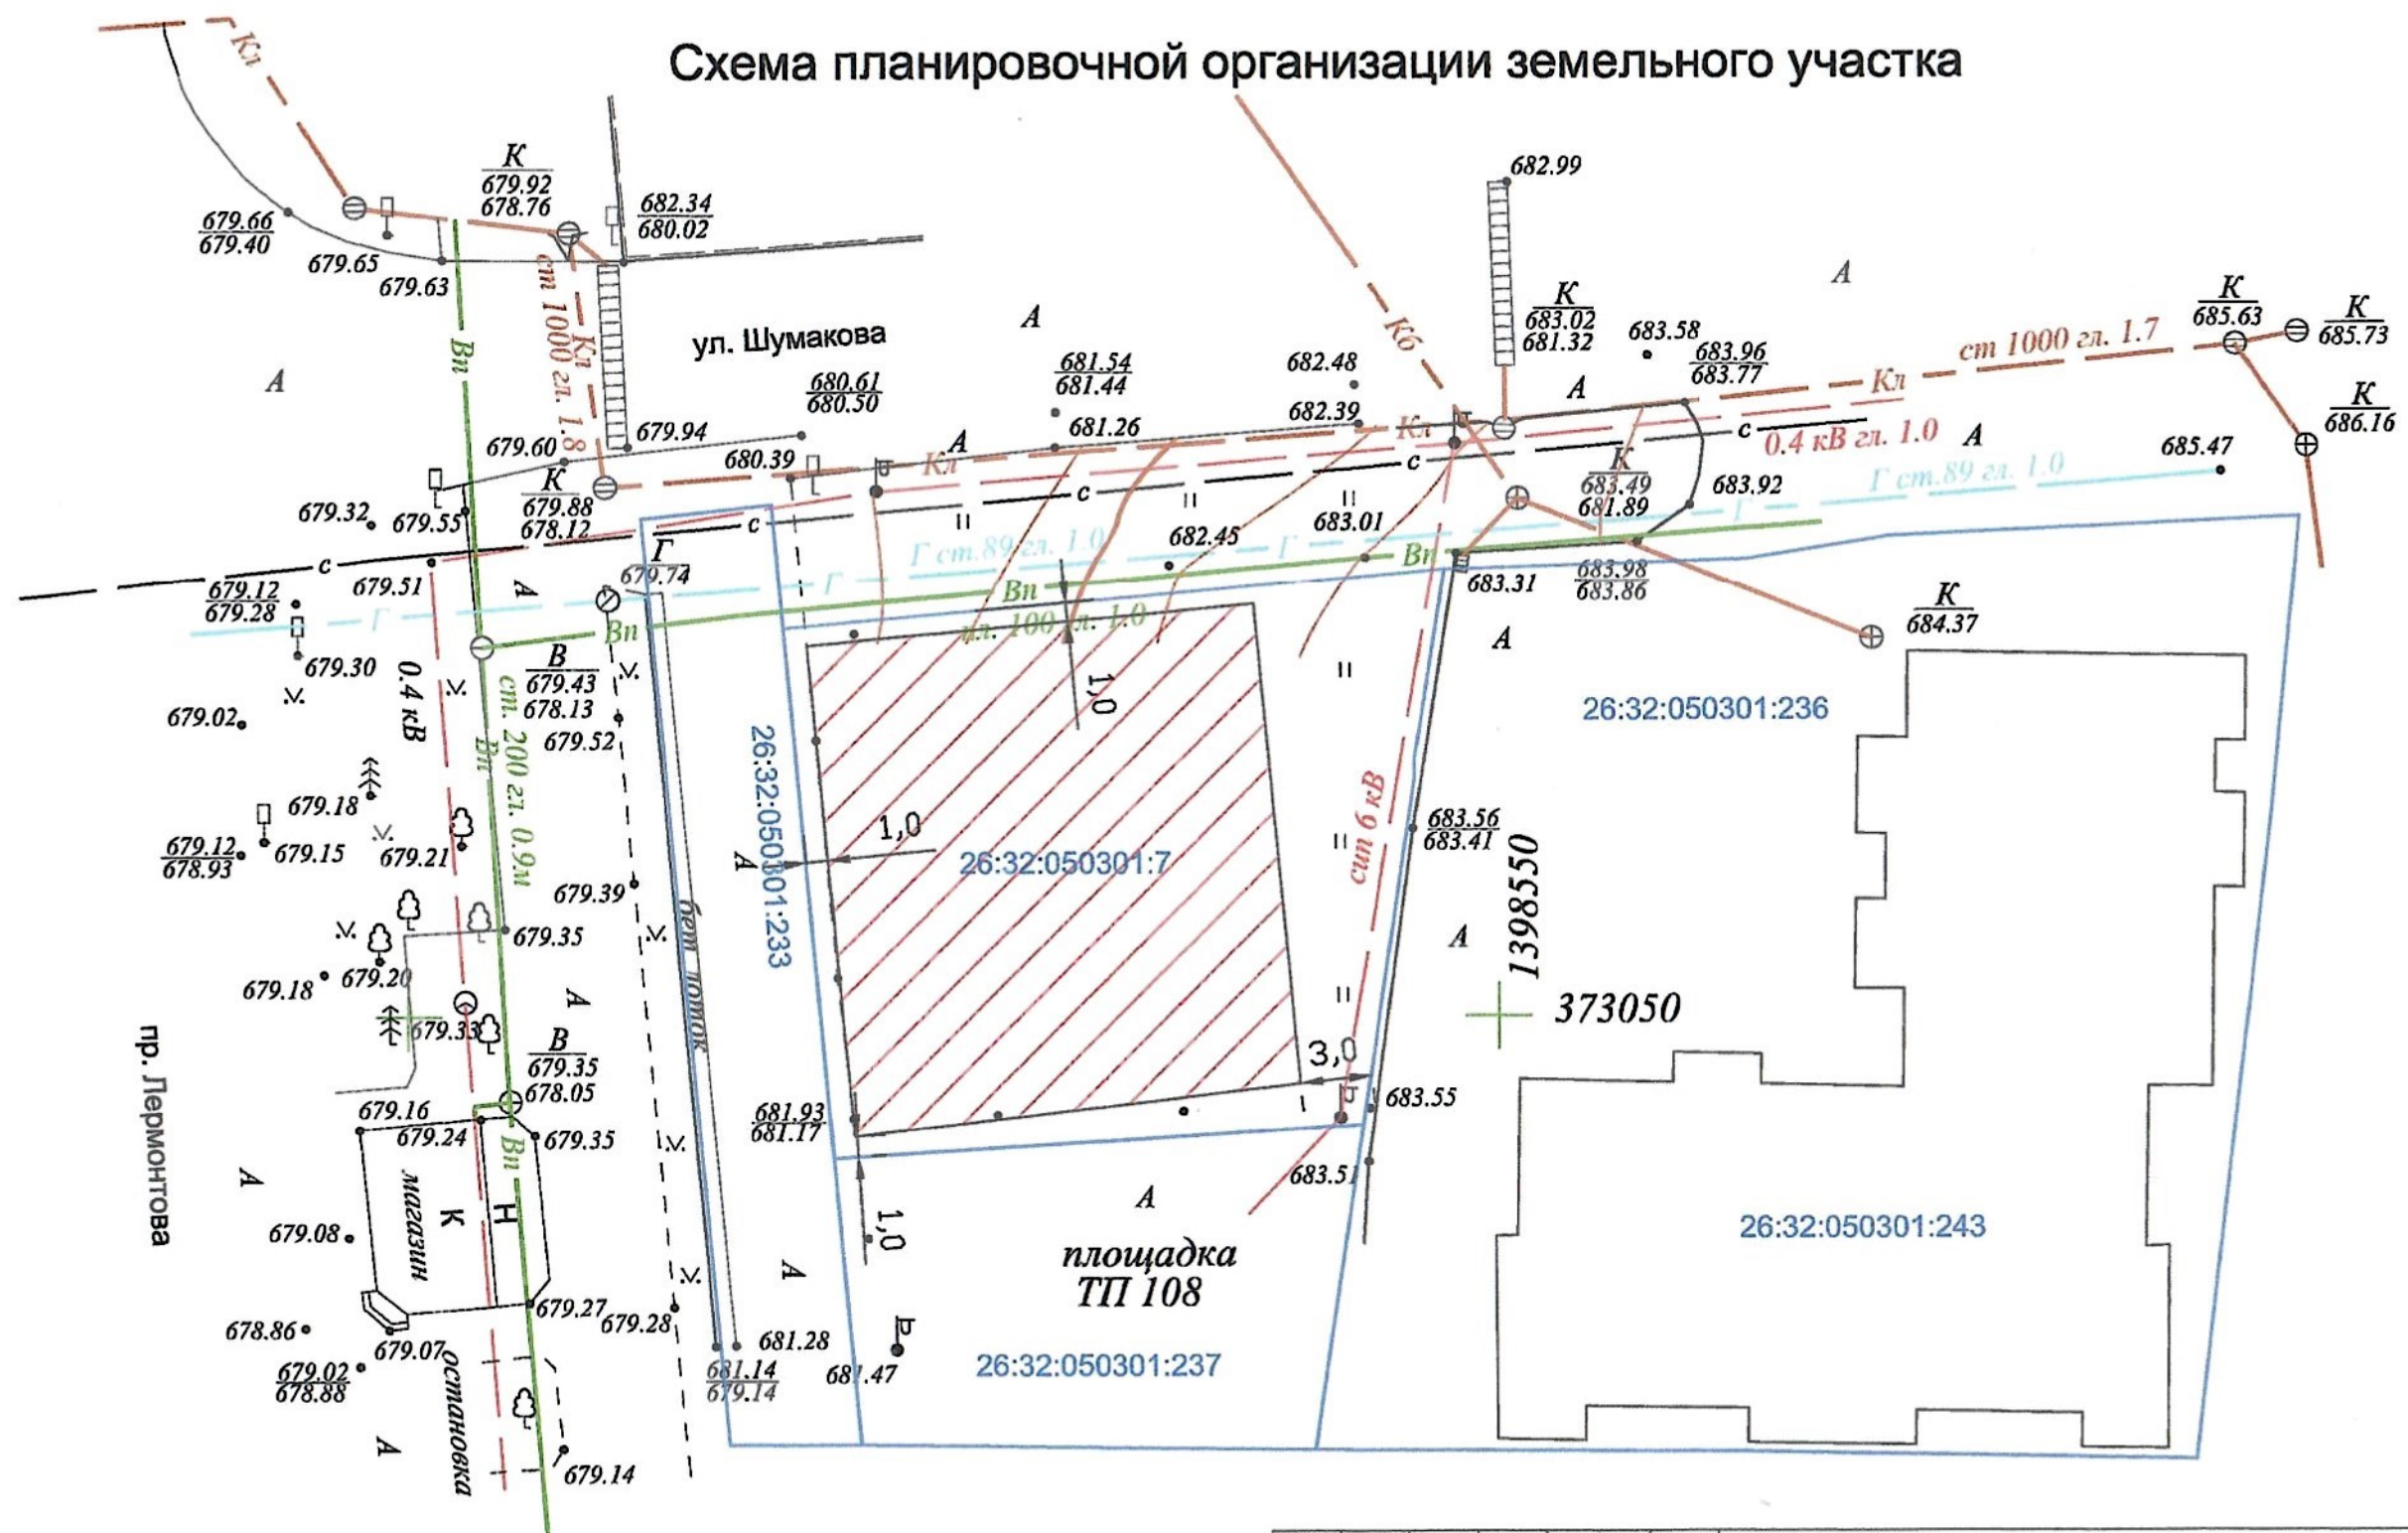 Схема планировочной организации земельного участка
Кл
К
679.92
678.76
682.34
680.02
682.99
679.66
679.40
679.65
679.63
ст 1000 гл. 1.8
Кл
Вп
А
ул. Шумакова
А
Кб
К
683.02
681.32
683.58
683.96
683.77
А
К
685.63
К
685.73
ст 1000 гл. 1.7
Кл
К
686.16
680.61
680.50
681.54
681.44
682.48
682.39
А
679.60
679.94
680.39
А
681.26
Кл
Кл
с
0.4 кВ гл. 1.0
А
685.47
К
679.88
678.12
679.32
679.55
с
с
с
К
683.49
681.89
683.92
Г ст.89 гл. 1.0
Г
683.01
682.45
Г
679.74
Г ст.89 гл. 1.0
Г
Г
с
679.51
А
679.12
679.28
Г
Вп
Вп
Вп
683.31
683.98
683.86
К
684.37
679.30
0.4 кВ
В
679.43
678.13
679.52
1,0
А
26:32:050301:236
679.02
ст. 200 гл. 0.9м
Вп
26:32:050301:233
679.18
679.12
678.93
679.15
679.21
А
1,0
26:32:050301:7
сип 6 кВ
683.56
683.41
679.39
бет лоток
679.35
679.18
679.20
А
А
1398550
373050
пр. Лермонтова
679.33
В
679.35
678.05
3,0
683.55
679.16
679.24
679.35
681.93
681.17
Вп
А
магазин
К
Н
683.51
А
679.08
1,0
площадка
ТП 108
26:32:050301:243
А
678.86
679.07
679.27
679.28
681.28
681.14
679.14
681.47
26:32:050301:237
679.02
678.88
остановка
А
679.14